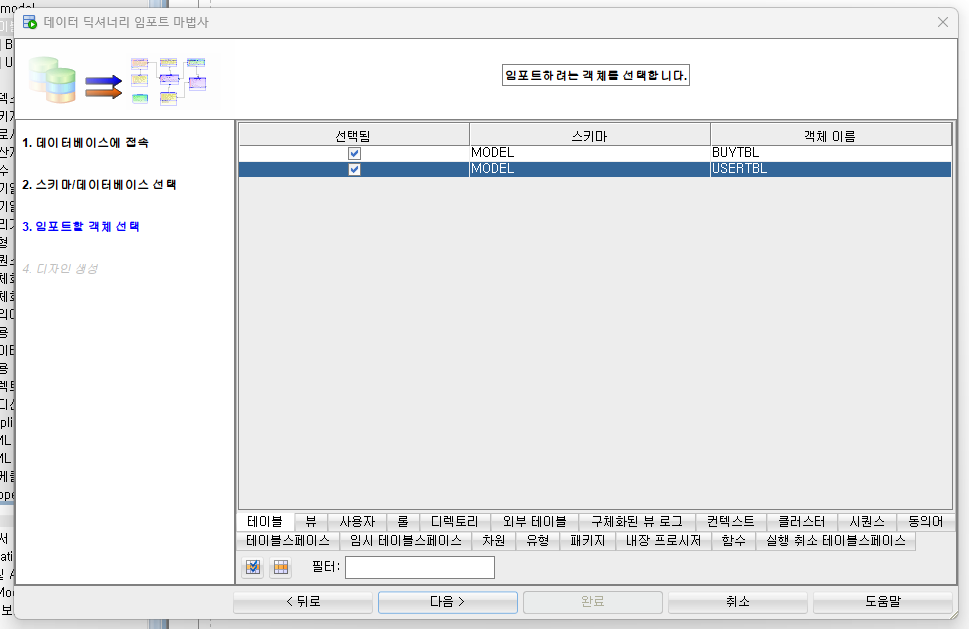 model
데이터 딕셔너리 임포트 마법사
임포트하려는 객체를 선택합니다.
1. 데이터베이스에 접속
2. 스키마/데이터베이스 선택
3. 임포트할 객체 선택
4. 디자인 생성
선택됨 스키마 객체 이름
MODEL BUYTBL
MODEL USERTBL
테이블 뷰 사용자 롤 디렉토리 외부 테이블 구체화된 뷰 로그 컨텍스트 클러스터 시퀀스 동의어
테이블스페이스 임시 테이블스페이스 차원 유형 패키지 내장 프로시저 함수 실행 취소 테이블스페이스
필터:
< 뒤로 다음 > 완료 취소 도움말